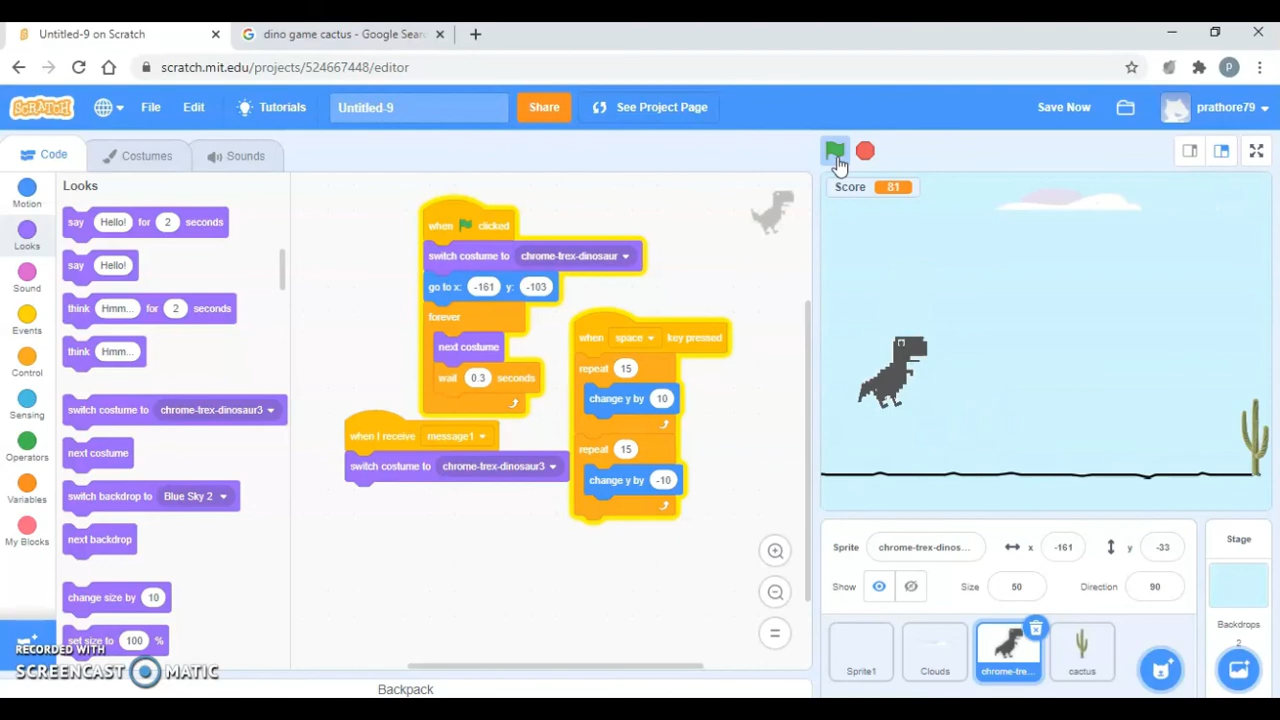 Untitled-9 on Scratch
dino game cactus - Google Sear
scratch.mit.edu/projects/524667448/editor
P
SCRATCH File Edit Tutorials Untitled-9 Share See Project Page Save Now prathore79
Code Costumes Sounds
Motion
Looks
Sound
Events
Control
Sensing
Operators
Variables
My Blocks
Looks
say Hello! for 2 seconds
say Hello!
think Hmm... for 2 seconds
think Hmm...
switch costume to chrome-trex-dinosaur3
next costume
switch backdrop to Blue Sky 2
next backdrop
change size by 10
set size to 100 %
when clicked
switch costume to chrome-trex-dinosaur
go to x: -161 y: -103
forever
next costume
wait 0.3 seconds
when I receive message1
switch costume to chrome-trex-dinosaur3
when space key pressed
repeat 15
change y by 10
repeat 15
change y by -10
Score 81
Sprite chrome-trex-dinos... x -161 y -33
Show Size 50 Direction 90
Sprite1 Clouds chrome-tre... cactus
Stage
Backdrops
2
Backpack
RECORDED WITH
SCREENCAST MATIC